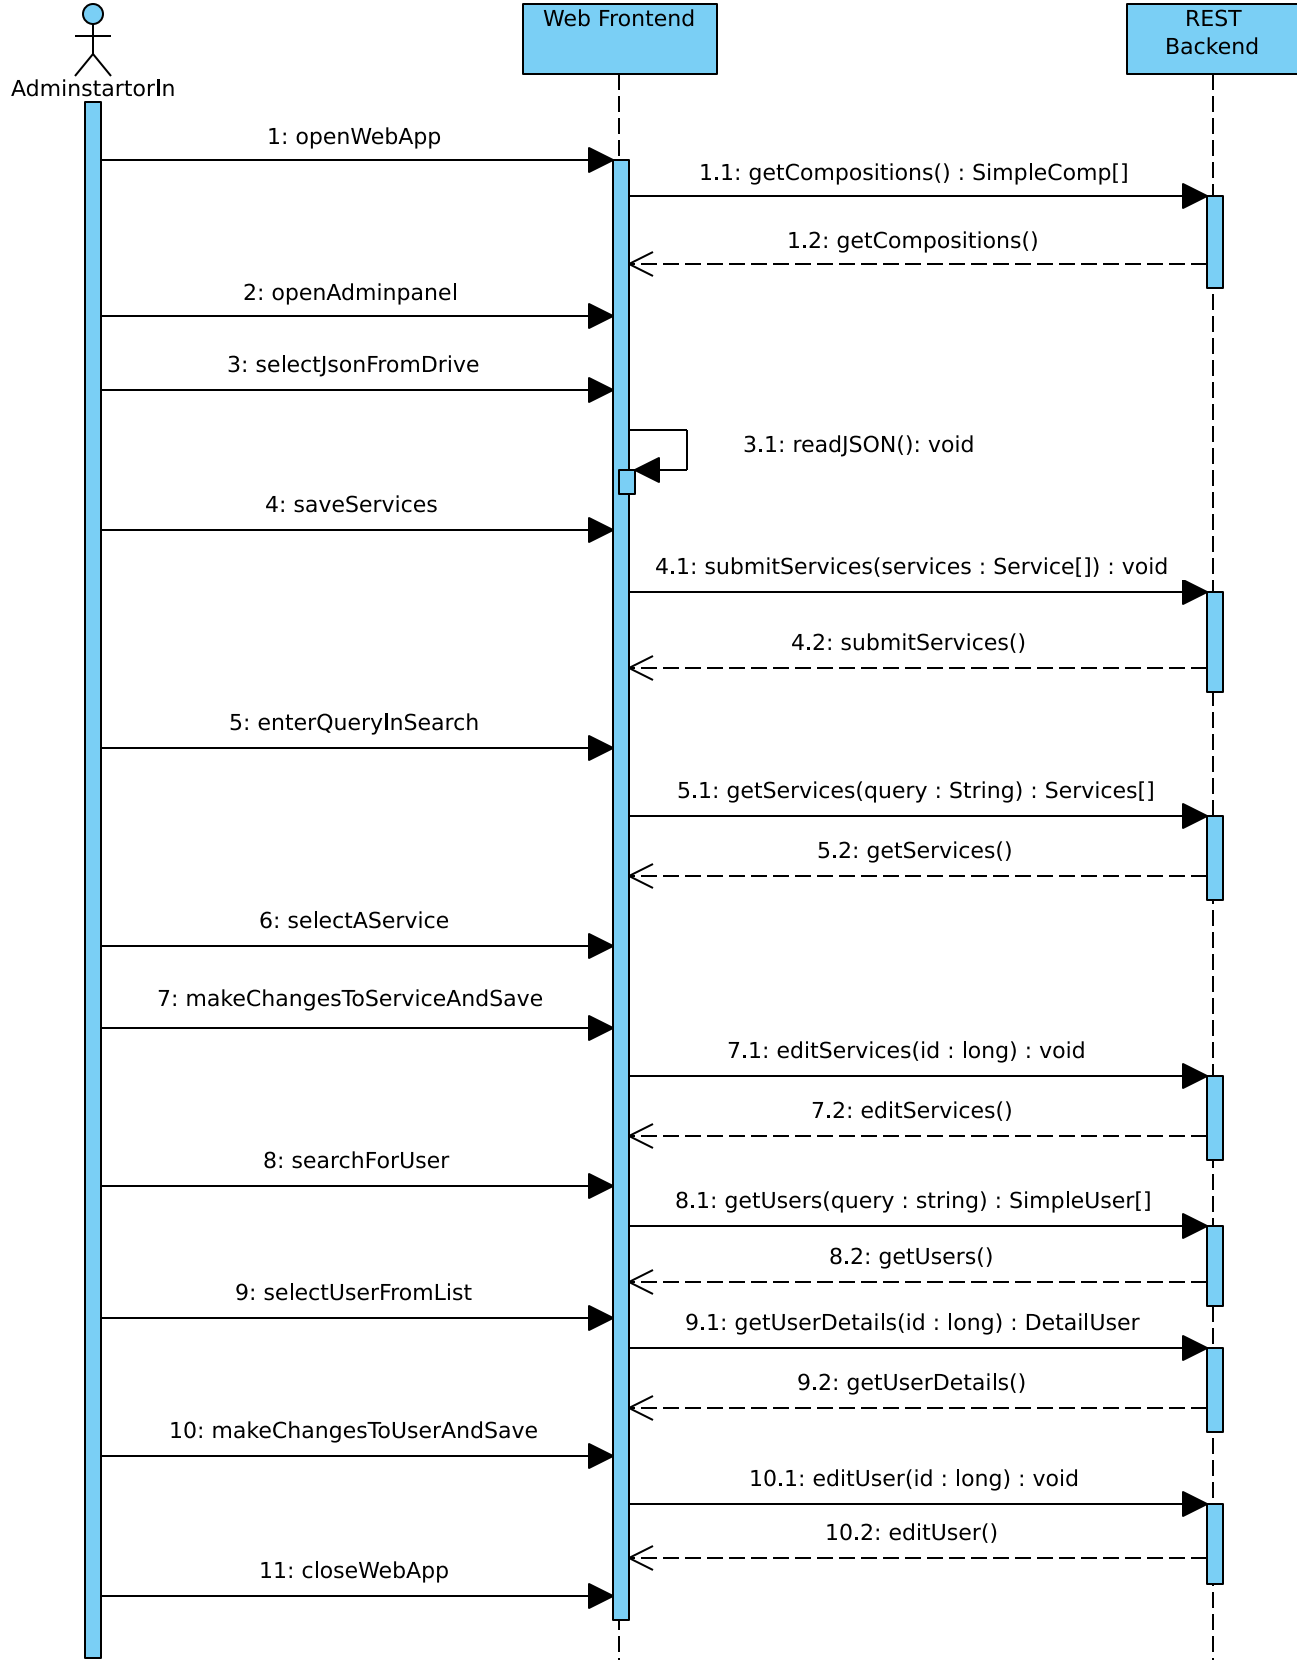 Web Frontend
REST
Backend
AdminstartorIn
1: openWebApp
1.1: getCompositions() : SimpleComp[]
1.2: getCompositions()
2: openAdminpanel
3: selectJsonFromDrive
3.1: readJSON(): void
4: saveServices
4.1: submitServices(services : Service[]) : void
4.2: submitServices()
5: enterQueryInSearch
5.1: getServices(query : String) : Services[]
5.2: getServices()
6: selectAService
7: makeChangesToServiceAndSave
7.1: editServices(id : long) : void
7.2: editServices()
8: searchForUser
8.1: getUsers(query : string) : SimpleUser[]
8.2: getUsers()
9: selectUserFromList
9.1: getUserDetails(id : long) : DetailUser
9.2: getUserDetails()
10: makeChangesToUserAndSave
10.1: editUser(id : long) : void
10.2: editUser()
11: closeWebApp